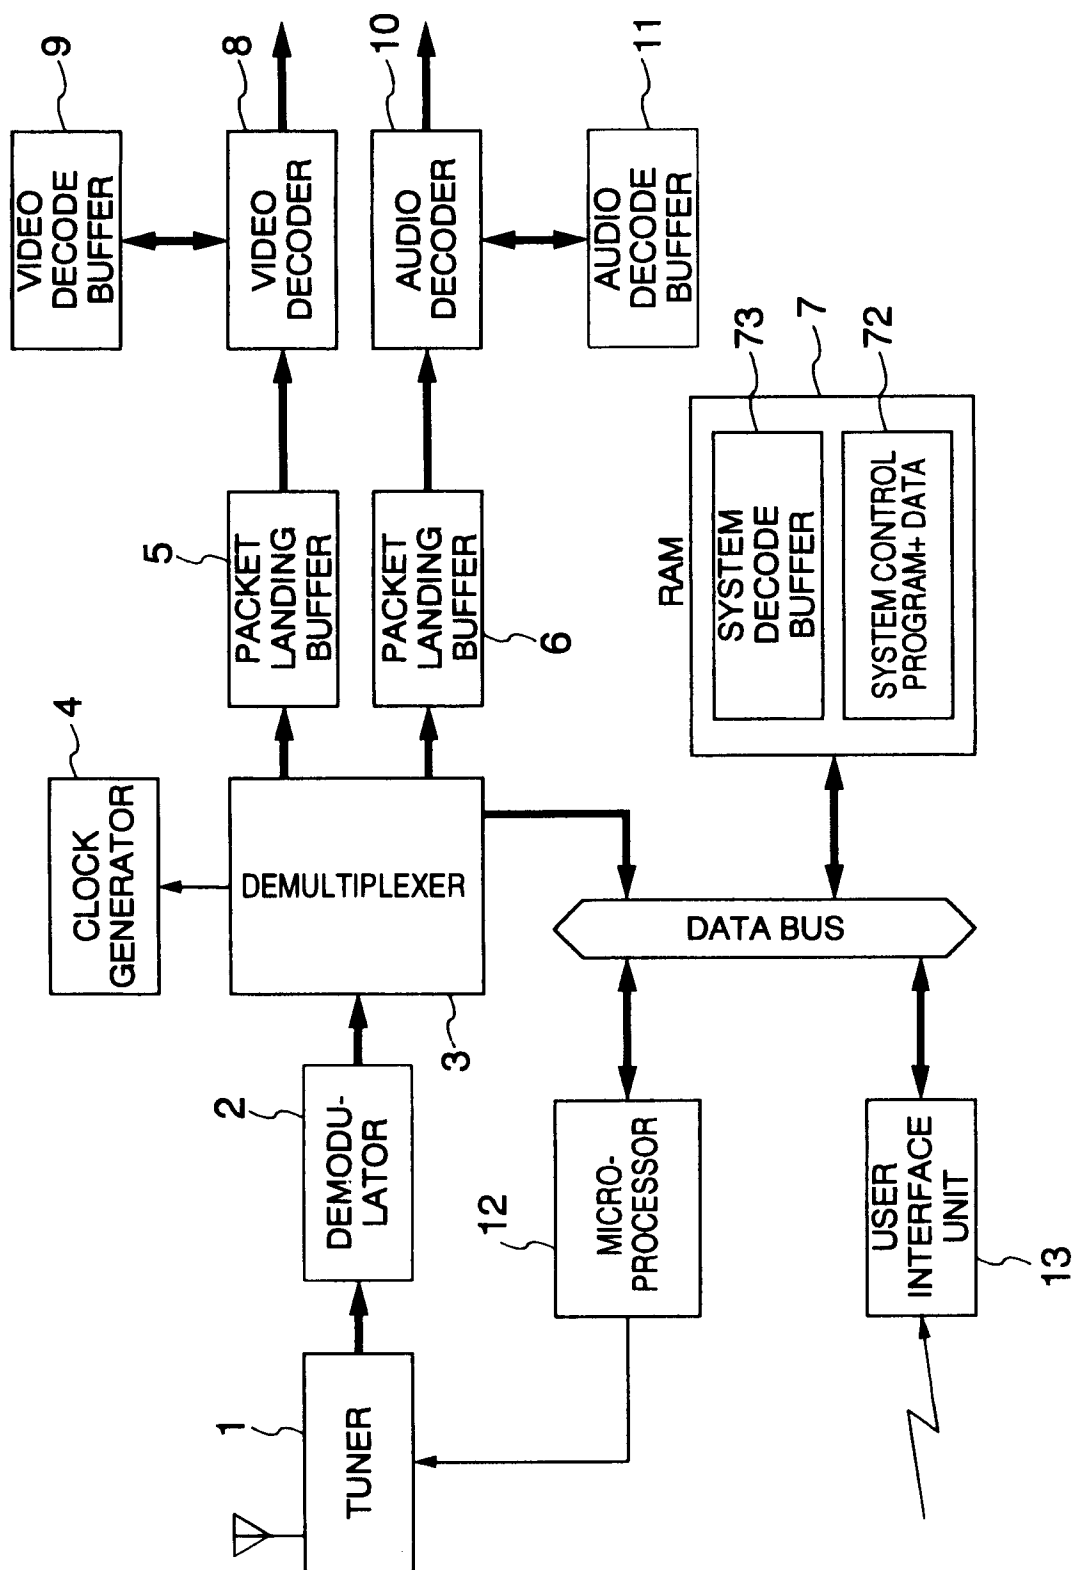 9
VIDEO
DECODE
BUFFER
8
VIDEO
DECODER
10
AUDIO
DECODER
11
AUDIO
DECODE
BUFFER
5
PACKET
LANDING
BUFFER
PACKET
LANDING
BUFFER
6
4
CLOCK
GENERATOR
DEMULTIPLEXER
3
2
DEMODU-
LATOR
1
TUNER
RAM
7
73
SYSTEM
DECODE
BUFFER
72
SYSTEM CONTROL
PROGRAM+ DATA
DATA BUS
12
MICRO-
PROCESSOR
USER
INTERFACE
UNIT
13